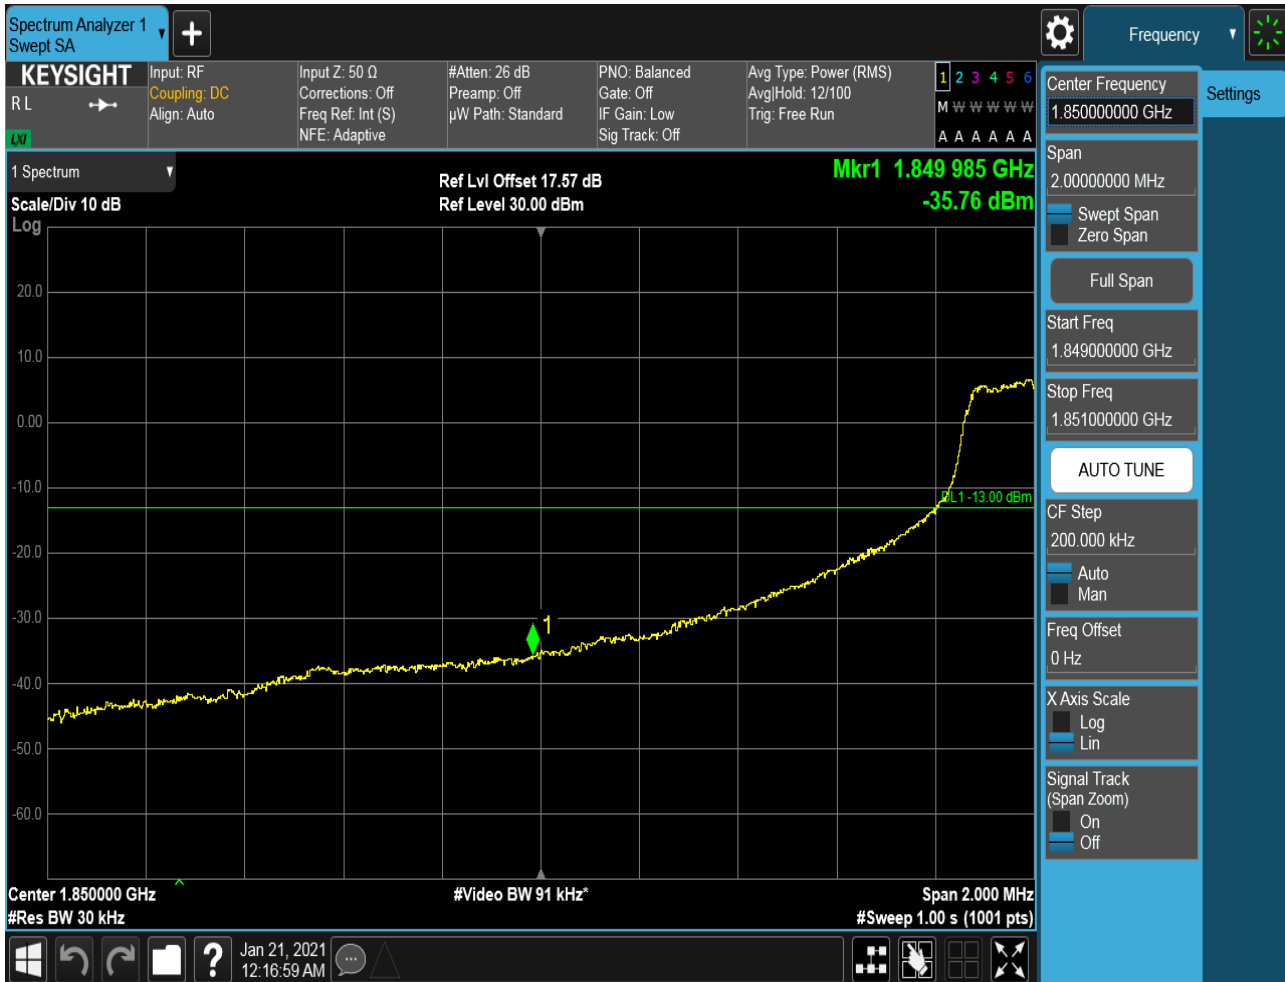 Spectrum Analyzer 1
Swept SA
+
Frequency
KEYSIGHT
R L
LXI
Input: RF
Coupling: DC
Align: Auto
Input Z: 50 Ω
Corrections: Off
Freq Ref: Int (S)
NFE: Adaptive
#Atten: 26 dB
Preamp: Off
µW Path: Standard
PNO: Balanced
Gate: Off
IF Gain: Low
Sig Track: Off
Avg Type: Power (RMS)
Avg|Hold: 12/100
Trig: Free Run
1 2 3 4 5 6
M W W W W W
A A A A A A
1 Spectrum
Scale/Div 10 dB
Log
Ref Lvl Offset 17.57 dB
Ref Level 30.00 dBm
Mkr1 1.849 985 GHz
-35.76 dBm
20.0
10.0
0.00
-10.0
DL1 -13.00 dBm
-20.0
-30.0
1
-40.0
-50.0
-60.0
Center 1.850000 GHz
#Res BW 30 kHz
#Video BW 91 kHz*
Span 2.000 MHz
#Sweep 1.00 s (1001 pts)
Center Frequency
1.850000000 GHz
Settings
Span
2.00000000 MHz
Swept Span
Zero Span
Full Span
Start Freq
1.849000000 GHz
Stop Freq
1.851000000 GHz
AUTO TUNE
CF Step
200.000 kHz
Auto
Man
Freq Offset
0 Hz
X Axis Scale
Log
Lin
Signal Track
(Span Zoom)
On
Off
?
Jan 21, 2021
12:16:59 AM